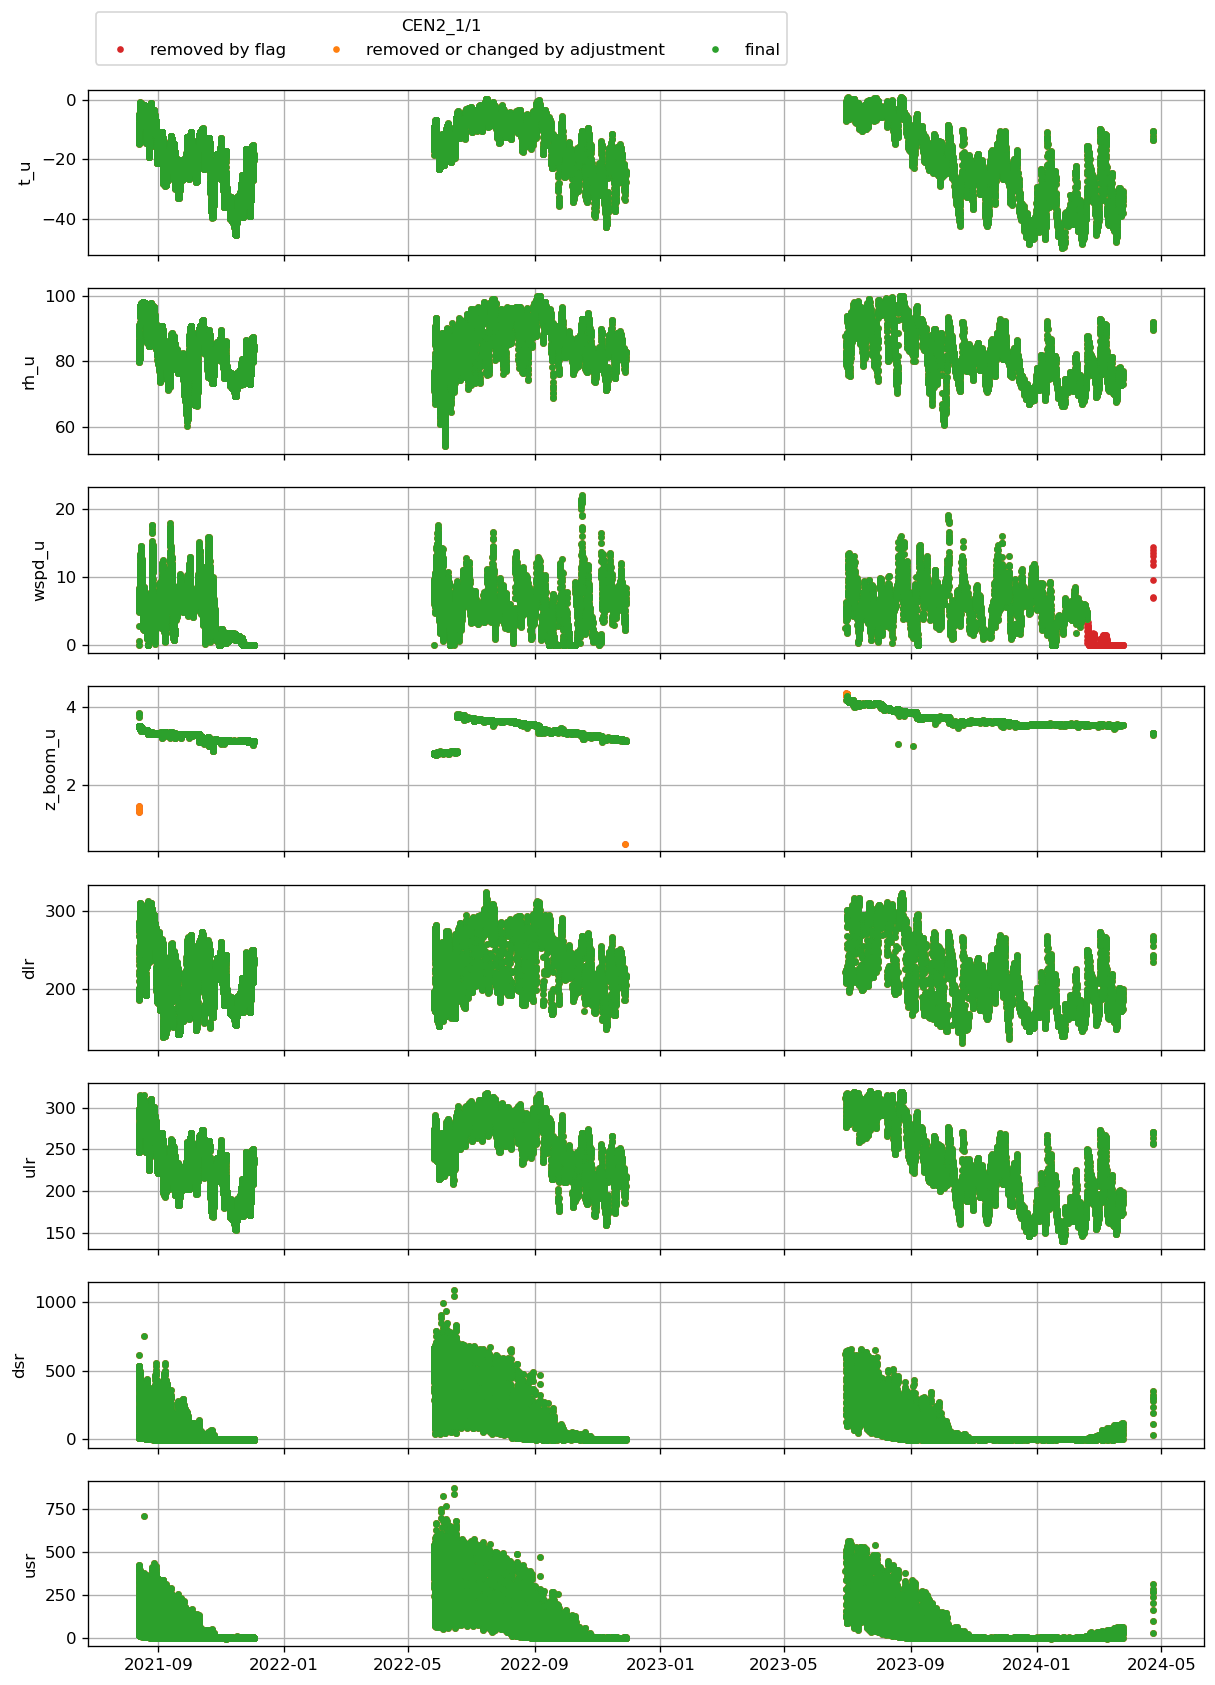 CEN2_1/1
removed by flag removed or changed by adjustment final
0
−20
−40
t_u
100
80
60
rh_u
20
10
0
wspd_u
4
2
z_boom_u
300
200
dlr
300
250
200
150
ulr
1000
500
0
dsr
750
500
250
0
usr
2021-09 2022-01 2022-05 2022-09 2023-01 2023-05 2023-09 2024-01 2024-05